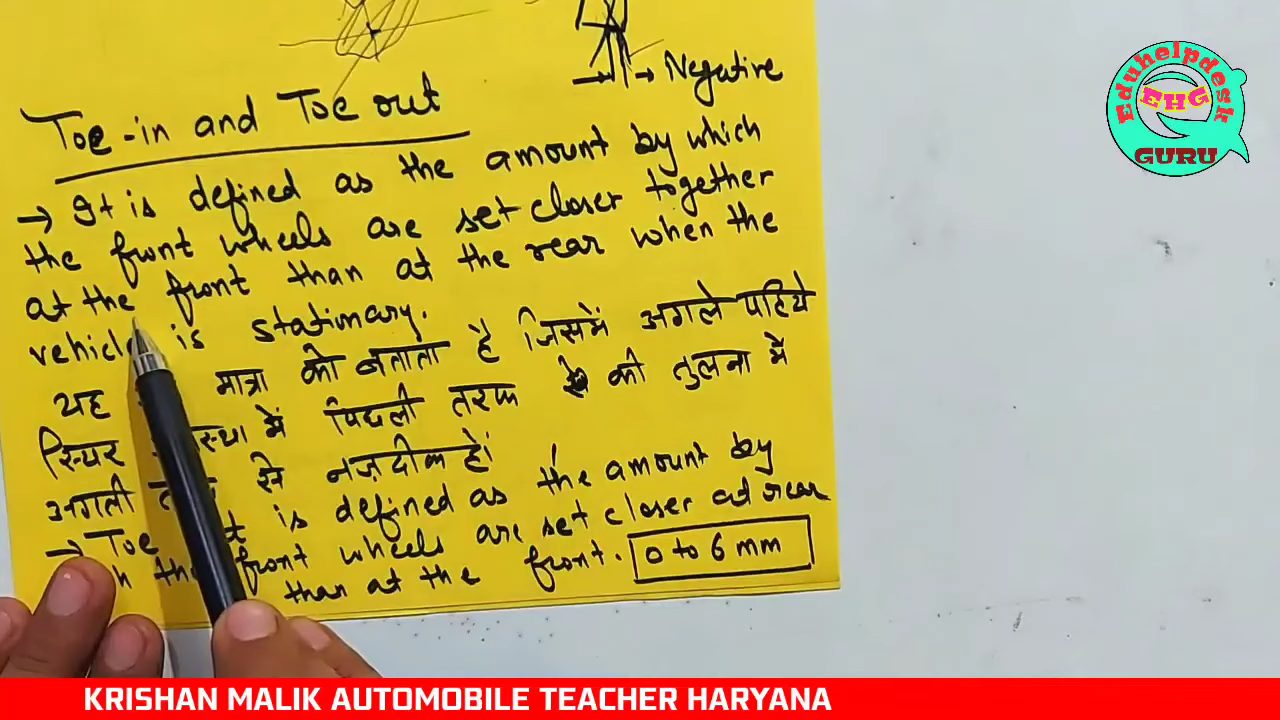 → Negative
Toe-in and Toe out
→ It is defined as the amount by which
the front wheels are set closer together
at the front than at the rear when the
vehicle is stationary.
यह मात्रा को बताता है जिसमें अगले पहिये
स्थिर में पिछली तरफ की तुलना में
अगली से नज़दीक हों
→ Toe is defined as the amount by
the front wheels are set closer at rear
than at the front. 0 to 6 mm
Eduhelpdesk
EHG
GURU
KRISHAN MALIK AUTOMOBILE TEACHER HARYANA